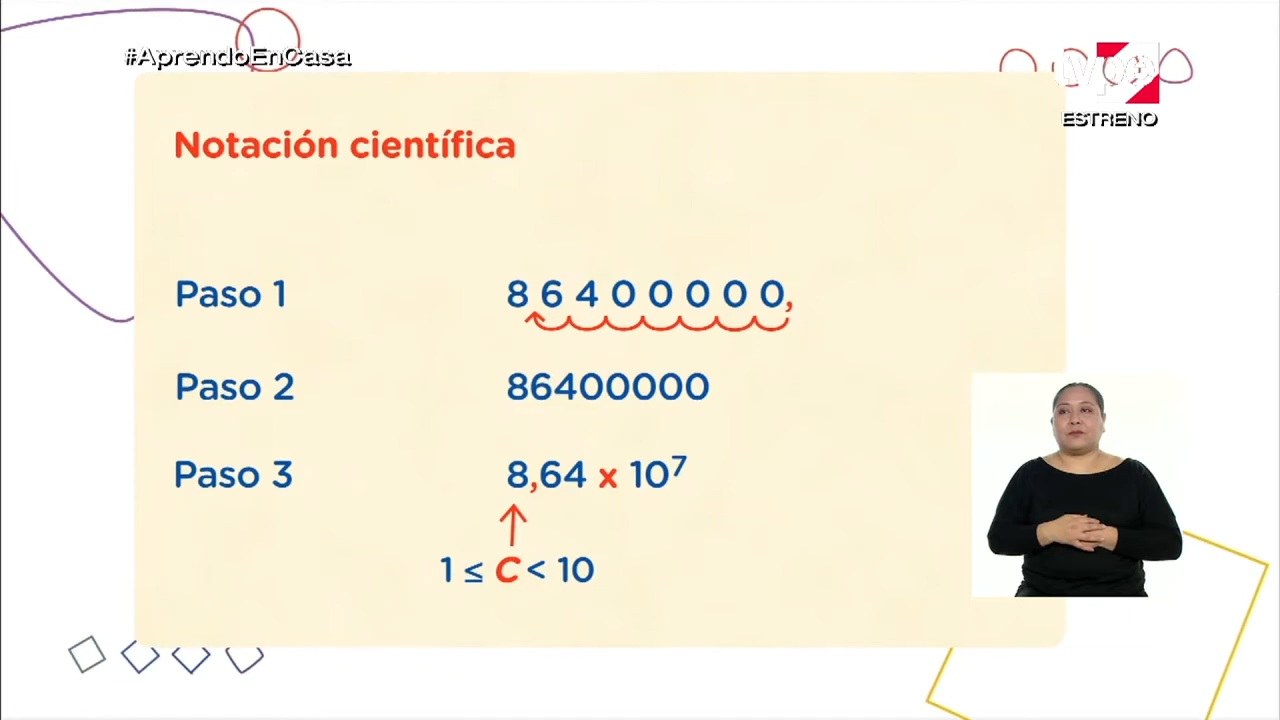 #AprendoEnCasa
tvpe
ESTRENO
Notación científica
Paso 1 8 6 4 0 0 0 0 0,
Paso 2 86400000
Paso 3 8,64 x 10⁷
1 ≤ C < 10